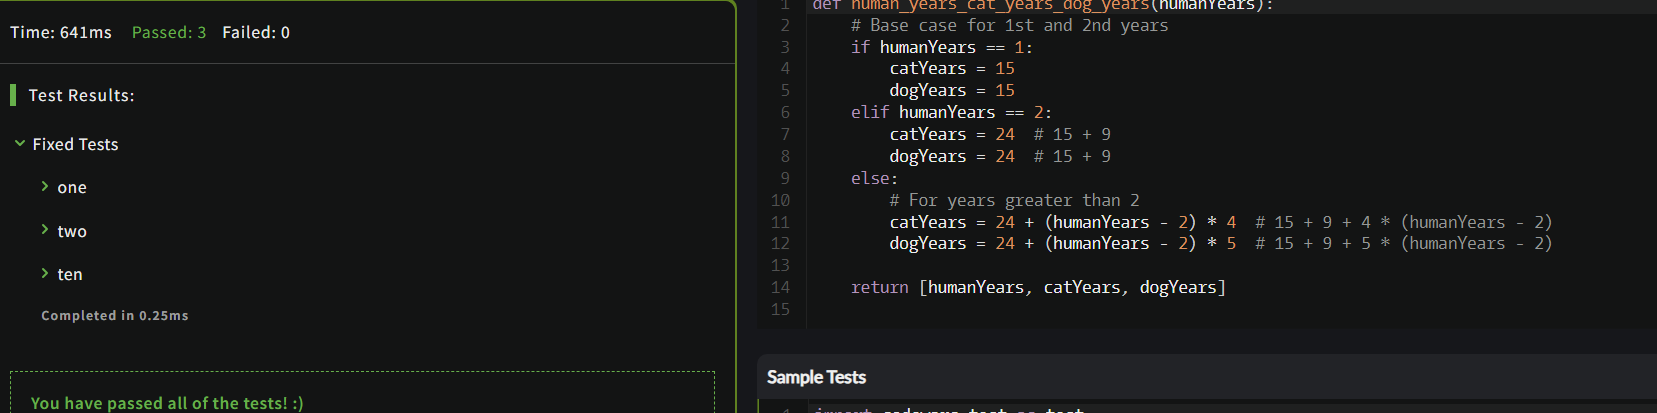 Time: 641ms Passed: 3 Failed: 0
Test Results:
Fixed Tests
one
two
ten
Completed in 0.25ms
You have passed all of the tests! :)
1 def human_years_cat_years_dog_years(humanYears):
2 # Base case for 1st and 2nd years
3 if humanYears == 1:
4 catYears = 15
5 dogYears = 15
6 elif humanYears == 2:
7 catYears = 24 # 15 + 9
8 dogYears = 24 # 15 + 9
9 else:
10 # For years greater than 2
11 catYears = 24 + (humanYears - 2) * 4 # 15 + 9 + 4 * (humanYears - 2)
12 dogYears = 24 + (humanYears - 2) * 5 # 15 + 9 + 5 * (humanYears - 2)
13
14 return [humanYears, catYears, dogYears]
15
Sample Tests